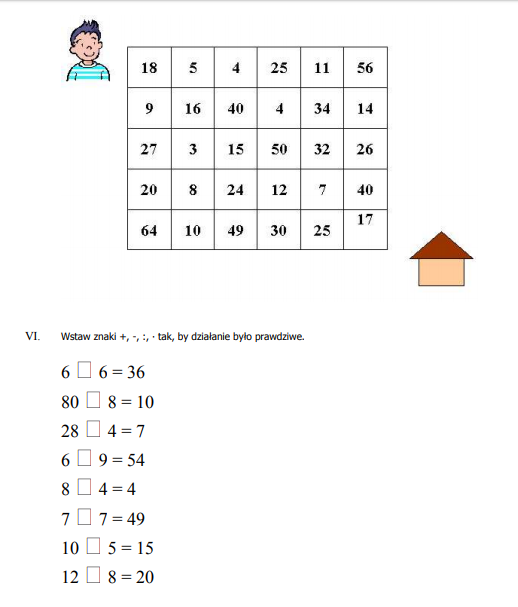 18 5 4 25 11 56
9 16 40 4 34 14
27 3 15 50 32 26
20 8 24 12 7 40
64 10 49 30 25 17
VI. Wstaw znaki +, -, :, · tak, by działanie było prawdziwe.
6 □ 6 = 36
80 □ 8 = 10
28 □ 4 = 7
6 □ 9 = 54
8 □ 4 = 4
7 □ 7 = 49
10 □ 5 = 15
12 □ 8 = 20